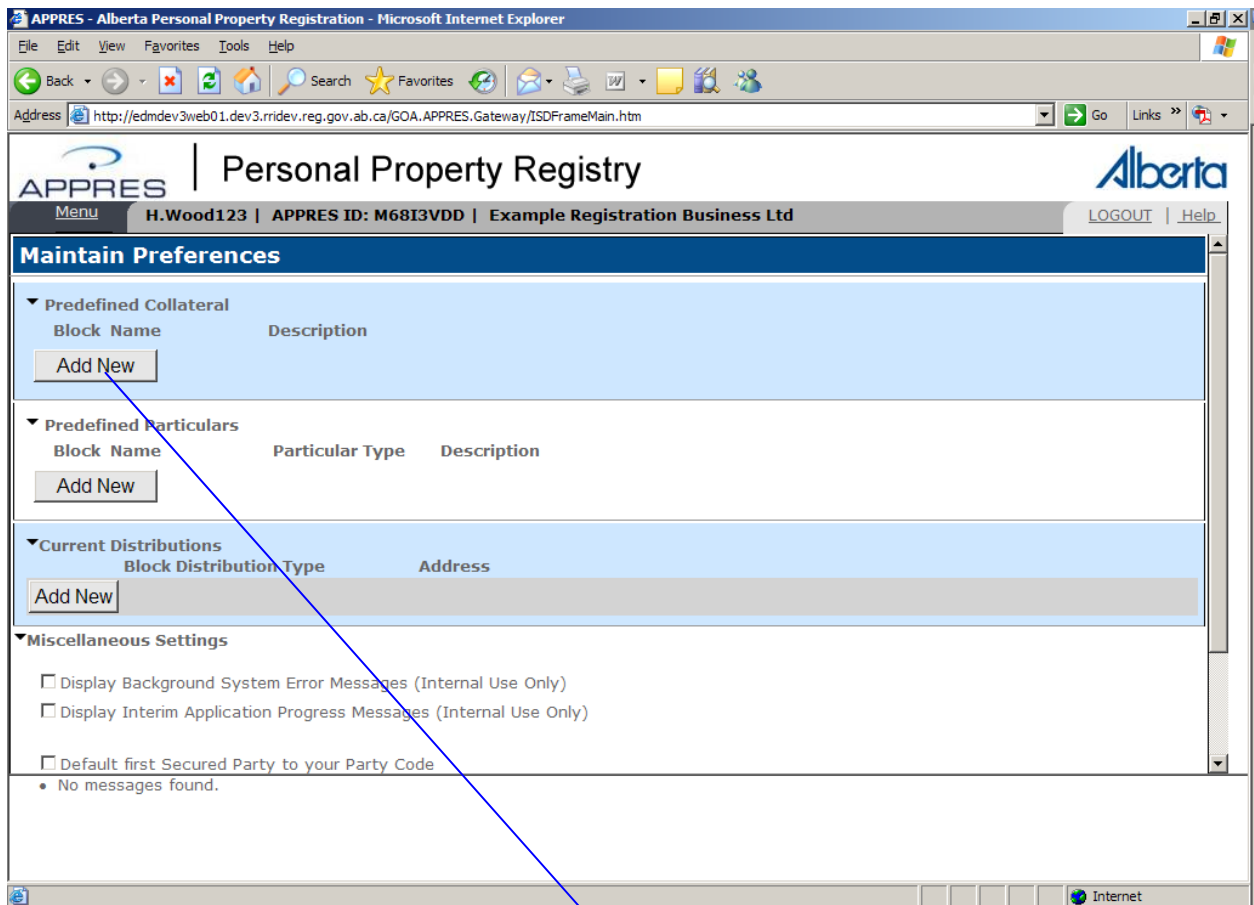 APPRES - Alberta Personal Property Registration - Microsoft Internet Explorer
File Edit View Favorites Tools Help
Back Search Favorites
Address http://edmdev3web01.dev3.rridev.reg.gov.ab.ca/GOA.APPRES.Gateway/ISDFrameMain.htm Go Links »
APPRES | Personal Property Registry Alberta
Menu H.Wood123 | APPRES ID: M68I3VDD | Example Registration Business Ltd LOGOUT | Help
Maintain Preferences
Predefined Collateral
Block Name Description
Add New
Predefined Particulars
Block Name Particular Type Description
Add New
Current Distributions
Block Distribution Type Address
Add New
Miscellaneous Settings
Display Background System Error Messages (Internal Use Only)
Display Interim Application Progress Messages (Internal Use Only)
Default first Secured Party to your Party Code
• No messages found.
Internet